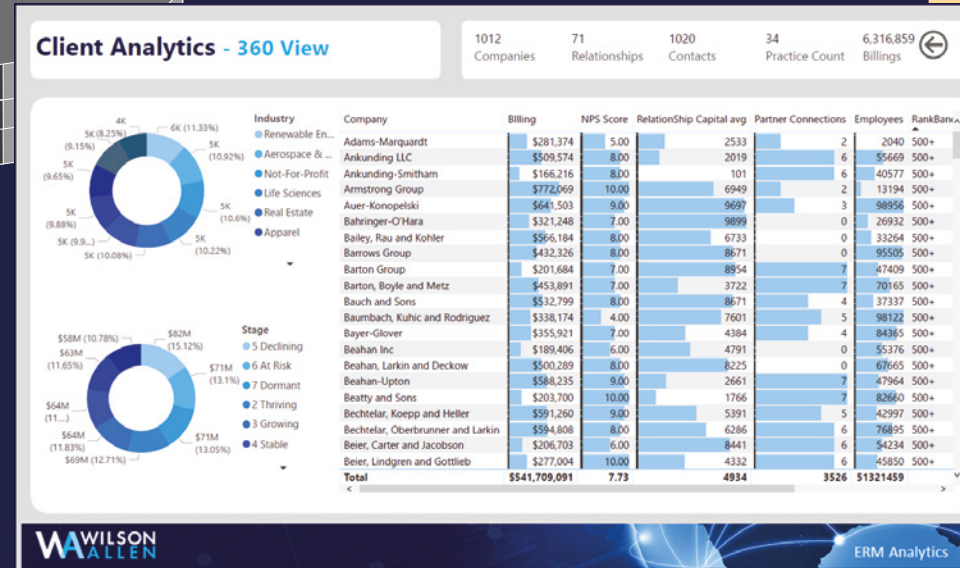 Client Analytics - 360 View
1012 71 1020 34 6,316,859
Companies Relationships Contacts Practice Count Billings
4K
5K (8.25%)
(9.15%)
5K
(9.65%)
5K
(9.88%)
5K (9.9...)
5K (10.08%)
6K (11.33%)
5K
(10.92%)
5K
(10.6%)
5K
(10.22%)
Industry
Renewable En...
Aerospace & ...
Not-For-Profit
Life Sciences
Real Estate
Apparel
$58M (10.78%)
$63M
(11.65%)
$64M
(11....)
$64M
(11.83%)
$69M (12.71%)
$82M
(15.12%)
$71M
(13.1%)
$71M
(13.05%)
Stage
5 Declining
6 At Risk
7 Dormant
2 Thriving
3 Growing
4 Stable
Company Billing NPS Score RelationShip Capital avg Partner Connections Employees RankBan
Adams-Marquardt $281,374 5.00 2533 2 2040 500+
Ankunding LLC $509,574 8.00 2019 6 55669 500+
Ankunding-Smitham $166,216 8.00 101 6 40577 500+
Armstrong Group $772,069 10.00 6949 2 13194 500+
Auer-Konopelski $641,503 9.00 9697 3 98956 500+
Bahringer-O'Hara $321,248 7.00 9899 0 26932 500+
Bailey, Rau and Kohler $566,184 8.00 6733 0 33264 500+
Barrows Group $432,326 8.00 8671 0 95505 500+
Barton Group $201,684 7.00 8954 7 47409 500+
Barton, Boyle and Metz $453,891 7.00 3722 7 70165 500+
Bauch and Sons $532,799 8.00 8671 4 37337 500+
Baumbach, Kuhic and Rodriguez $338,174 4.00 7601 5 98122 500+
Bayer-Glover $355,921 7.00 4384 4 84365 500+
Beahan Inc $189,406 6.00 4791 0 55376 500+
Beahan, Larkin and Deckow $500,289 8.00 8225 0 67665 500+
Beahan-Upton $588,235 9.00 2661 7 47964 500+
Beatty and Sons $203,700 10.00 1766 7 82660 500+
Bechtelar, Koepp and Heller $591,260 9.00 5391 5 42997 500+
Bechtelar, Oberbrunner and Larkin $594,808 8.00 6286 6 76895 500+
Beier, Carter and Jacobson $206,703 6.00 8441 6 54234 500+
Beier, Lindgren and Gottlieb $277,004 10.00 4332 6 45850 500+
Total $541,709,091 7.73 4934 3526 51321459
WA WILSON
ALLEN
ERM Analytics